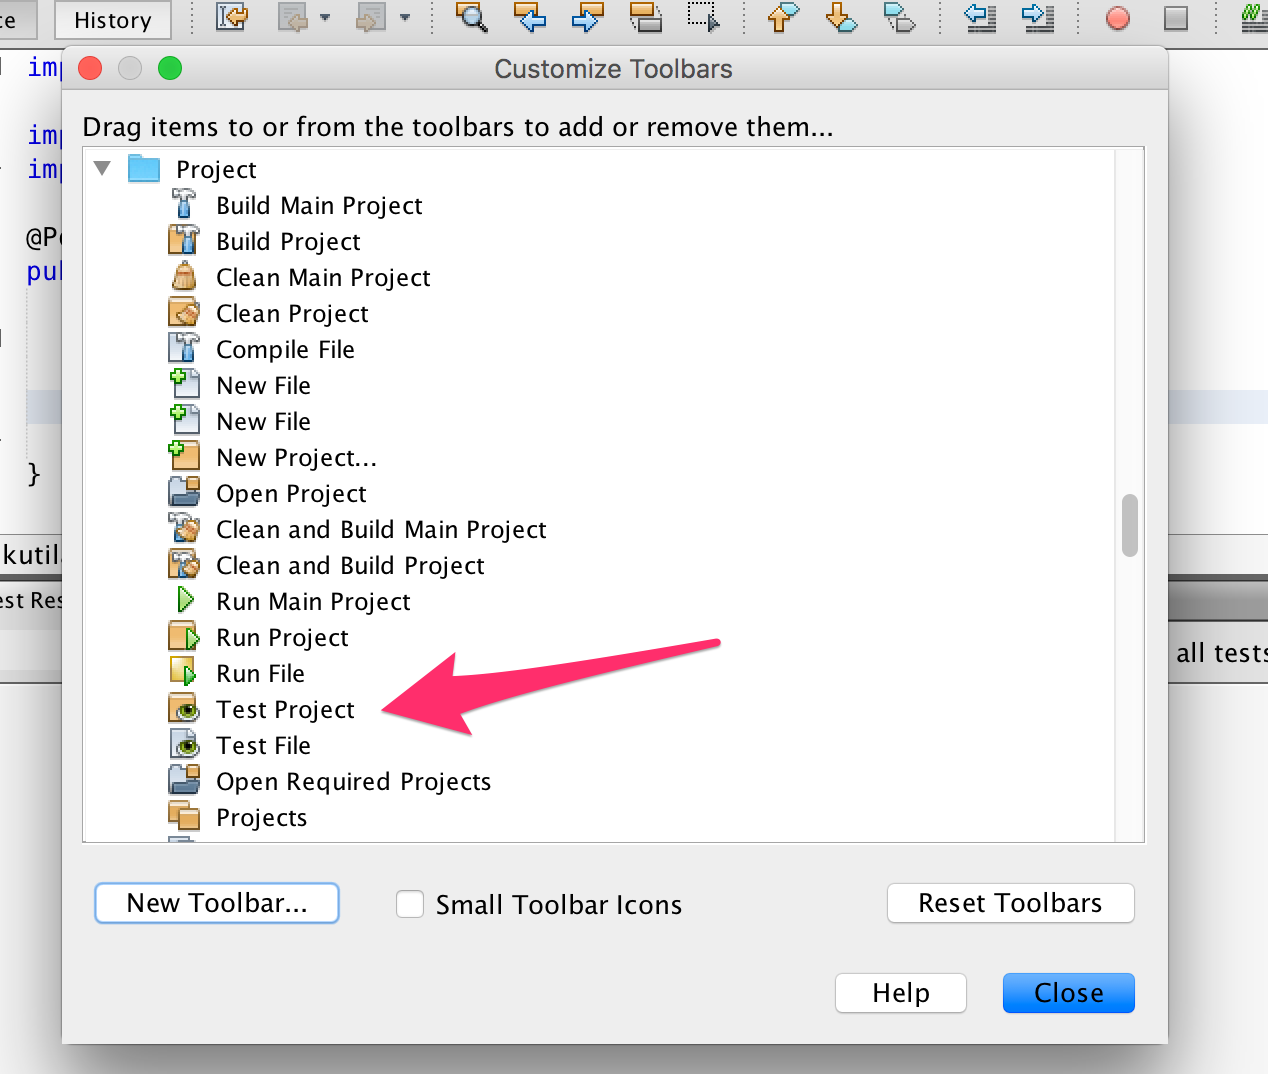 History
Customize Toolbars
Drag items to or from the toolbars to add or remove them...
Project
Build Main Project
Build Project
Clean Main Project
Clean Project
Compile File
New File
New File
New Project...
Open Project
Clean and Build Main Project
Clean and Build Project
Run Main Project
Run Project
Run File
Test Project
Test File
Open Required Projects
Projects
New Toolbar...
Small Toolbar Icons
Reset Toolbars
Help
Close
imp
imp
imp
@Po
pub
}
kutil
est Res
all tests